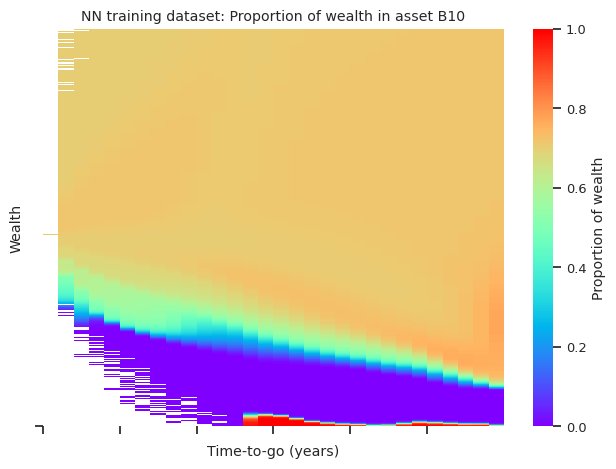 NN training dataset: Proportion of wealth in asset B10
1.0
0.8
0.6
0.4
0.2
0.0
Proportion of wealth
Wealth
Time-to-go (years)